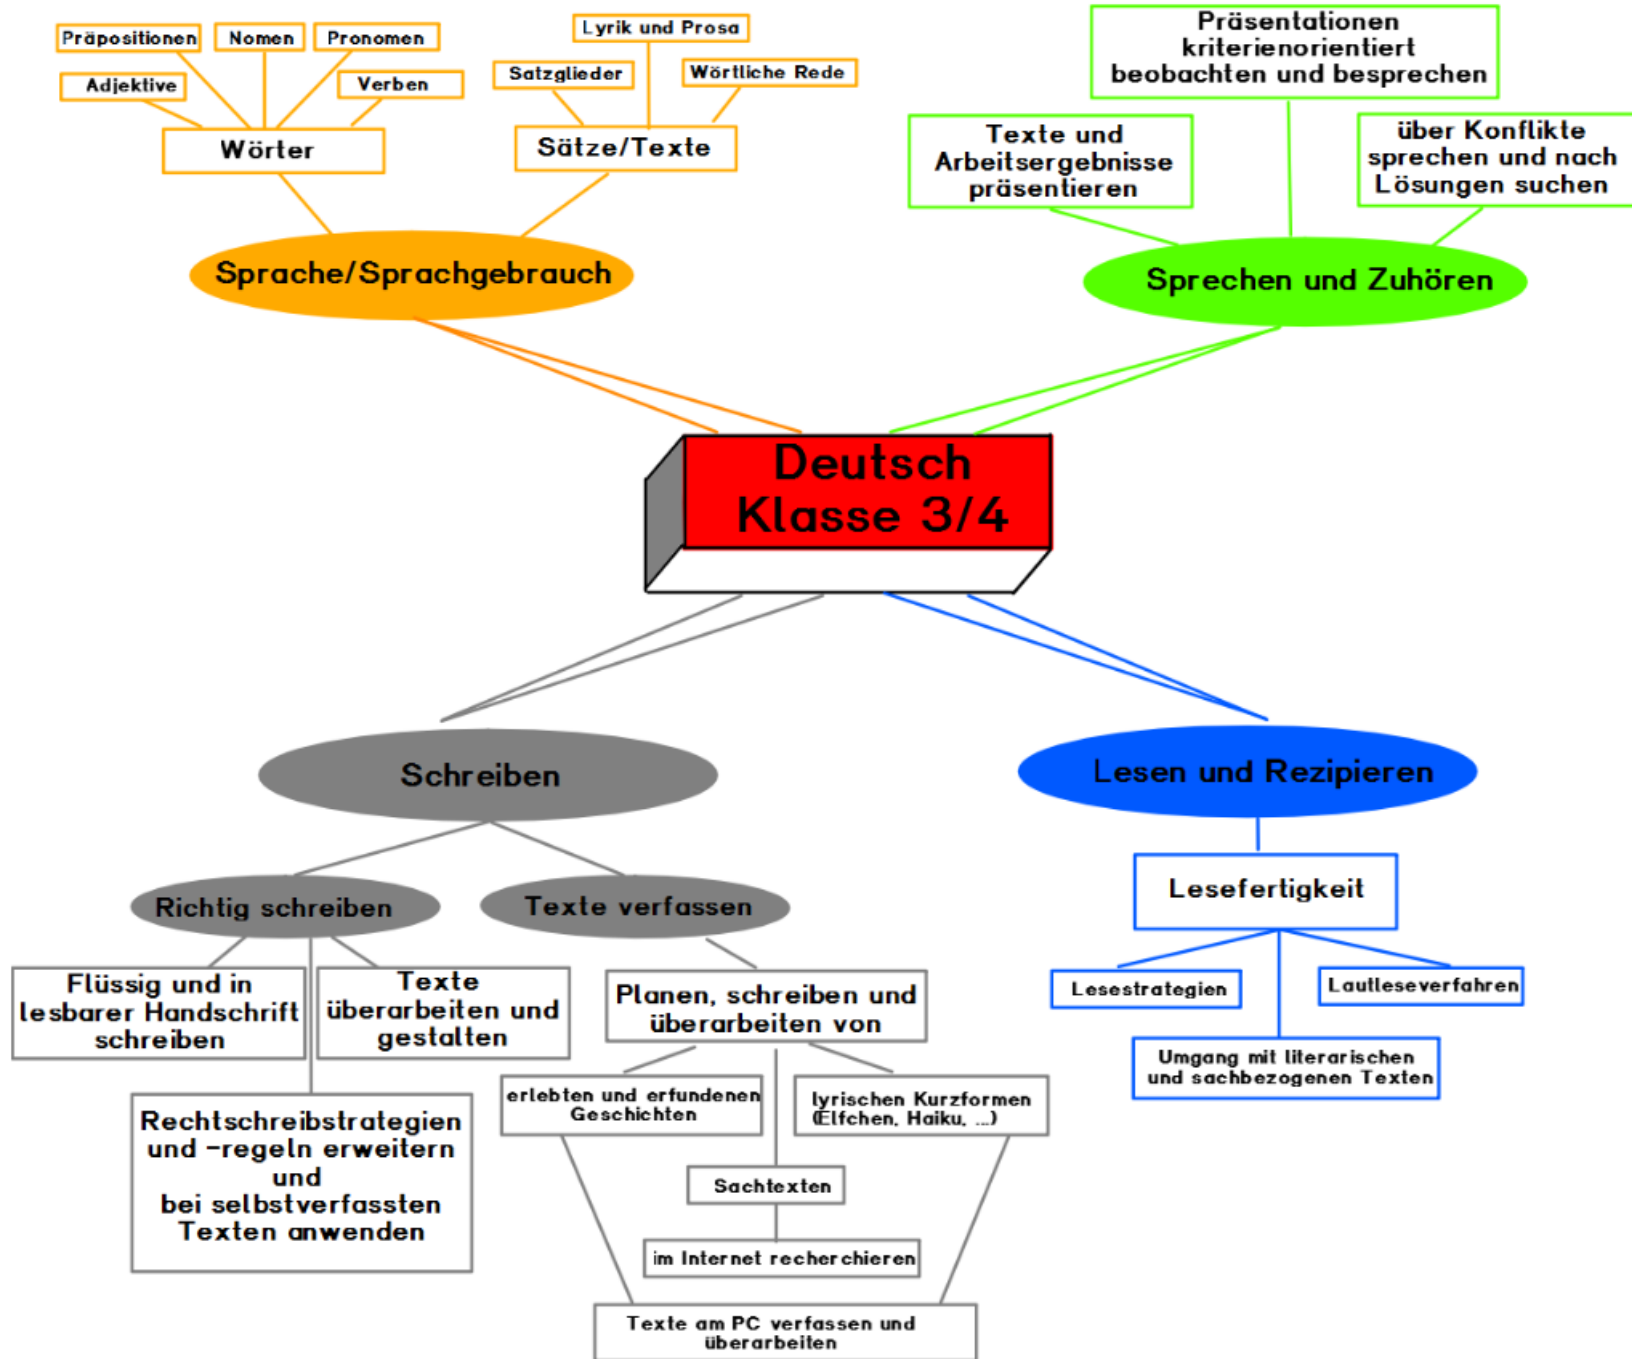 Präpositionen
Nomen
Pronomen
Adjektive
Verben
Wörter
Lyrik und Prosa
Satzglieder
Wörtliche Rede
Sätze/Texte
Sprache/Sprachgebrauch
Präsentationen
kriterienorientiert
beobachten und besprechen
Texte und
Arbeitsergebnisse
präsentieren
über Konflikte
sprechen und nach
Lösungen suchen
Sprechen und Zuhören
Deutsch
Klasse 3/4
Schreiben
Richtig schreiben
Texte verfassen
Flüssig und in
lesbarer Handschrift
schreiben
Texte
überarbeiten und
gestalten
Rechtschreibstrategien
und -regeln erweitern
und
bei selbstverfassten
Texten anwenden
Planen, schreiben und
überarbeiten von
erlebten und erfundenen
Geschichten
lyrischen Kurzformen
(Elfchen, Haiku, ...)
Sachtexten
im Internet recherchieren
Texte am PC verfassen und
überarbeiten
Lesen und Rezipieren
Lesefertigkeit
Lesestrategien
Lautleseverfahren
Umgang mit literarischen
und sachbezogenen Texten